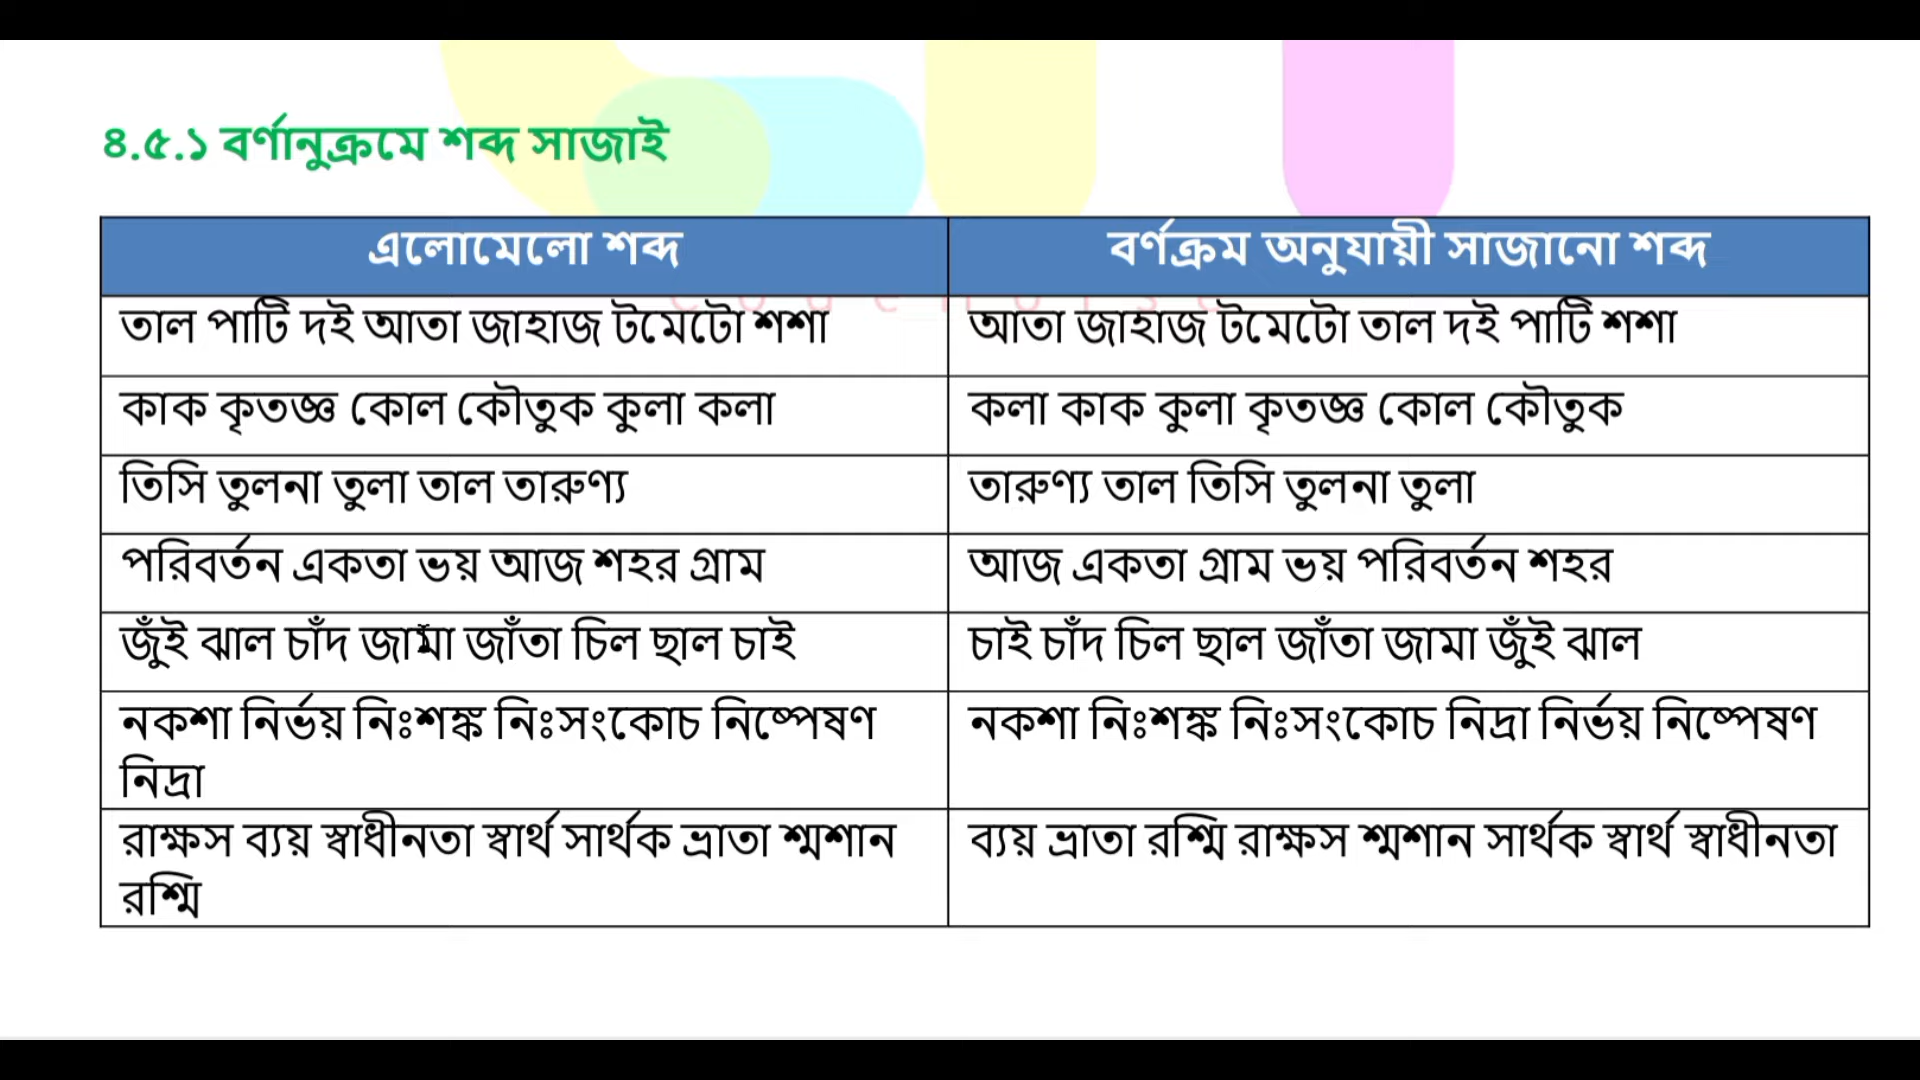 ৪.৫.১ বর্ণানুক্রমে শব্দ সাজাই
এলোমেলো শব্দ
বর্ণক্রম অনুযায়ী সাজানো শব্দ
তাল পাটি দই আতা জাহাজ টমেটো শশা
আতা জাহাজ টমেটো তাল দই পাটি শশা
কাক কৃতজ্ঞ কোল কৌতুক কুলা কলা
কলা কাক কুলা কৃতজ্ঞ কোল কৌতুক
তিসি তুলনা তুলা তাল তারুণ্য
তারুণ্য তাল তিসি তুলনা তুলা
পরিবর্তন একতা ভয় আজ শহর গ্রাম
আজ একতা গ্রাম ভয় পরিবর্তন শহর
জুঁই ঝাল চাঁদ জামা জাঁতা চিল ছাল চাই
চাই চাঁদ চিল ছাল জাঁতা জামা জুঁই ঝাল
নকশা নির্ভয় নিঃশঙ্ক নিঃসংকোচ নিষ্পেষণ
নিদ্রা
নকশা নিঃশঙ্ক নিঃসংকোচ নিদ্রা নির্ভয় নিষ্পেষণ
রাক্ষস ব্যয় স্বাধীনতা স্বার্থ সার্থক ভ্রাতা শ্মশান
রশ্মি
ব্যয় ভ্রাতা রশ্মি রাক্ষস শ্মশান সার্থক স্বার্থ স্বাধীনতা